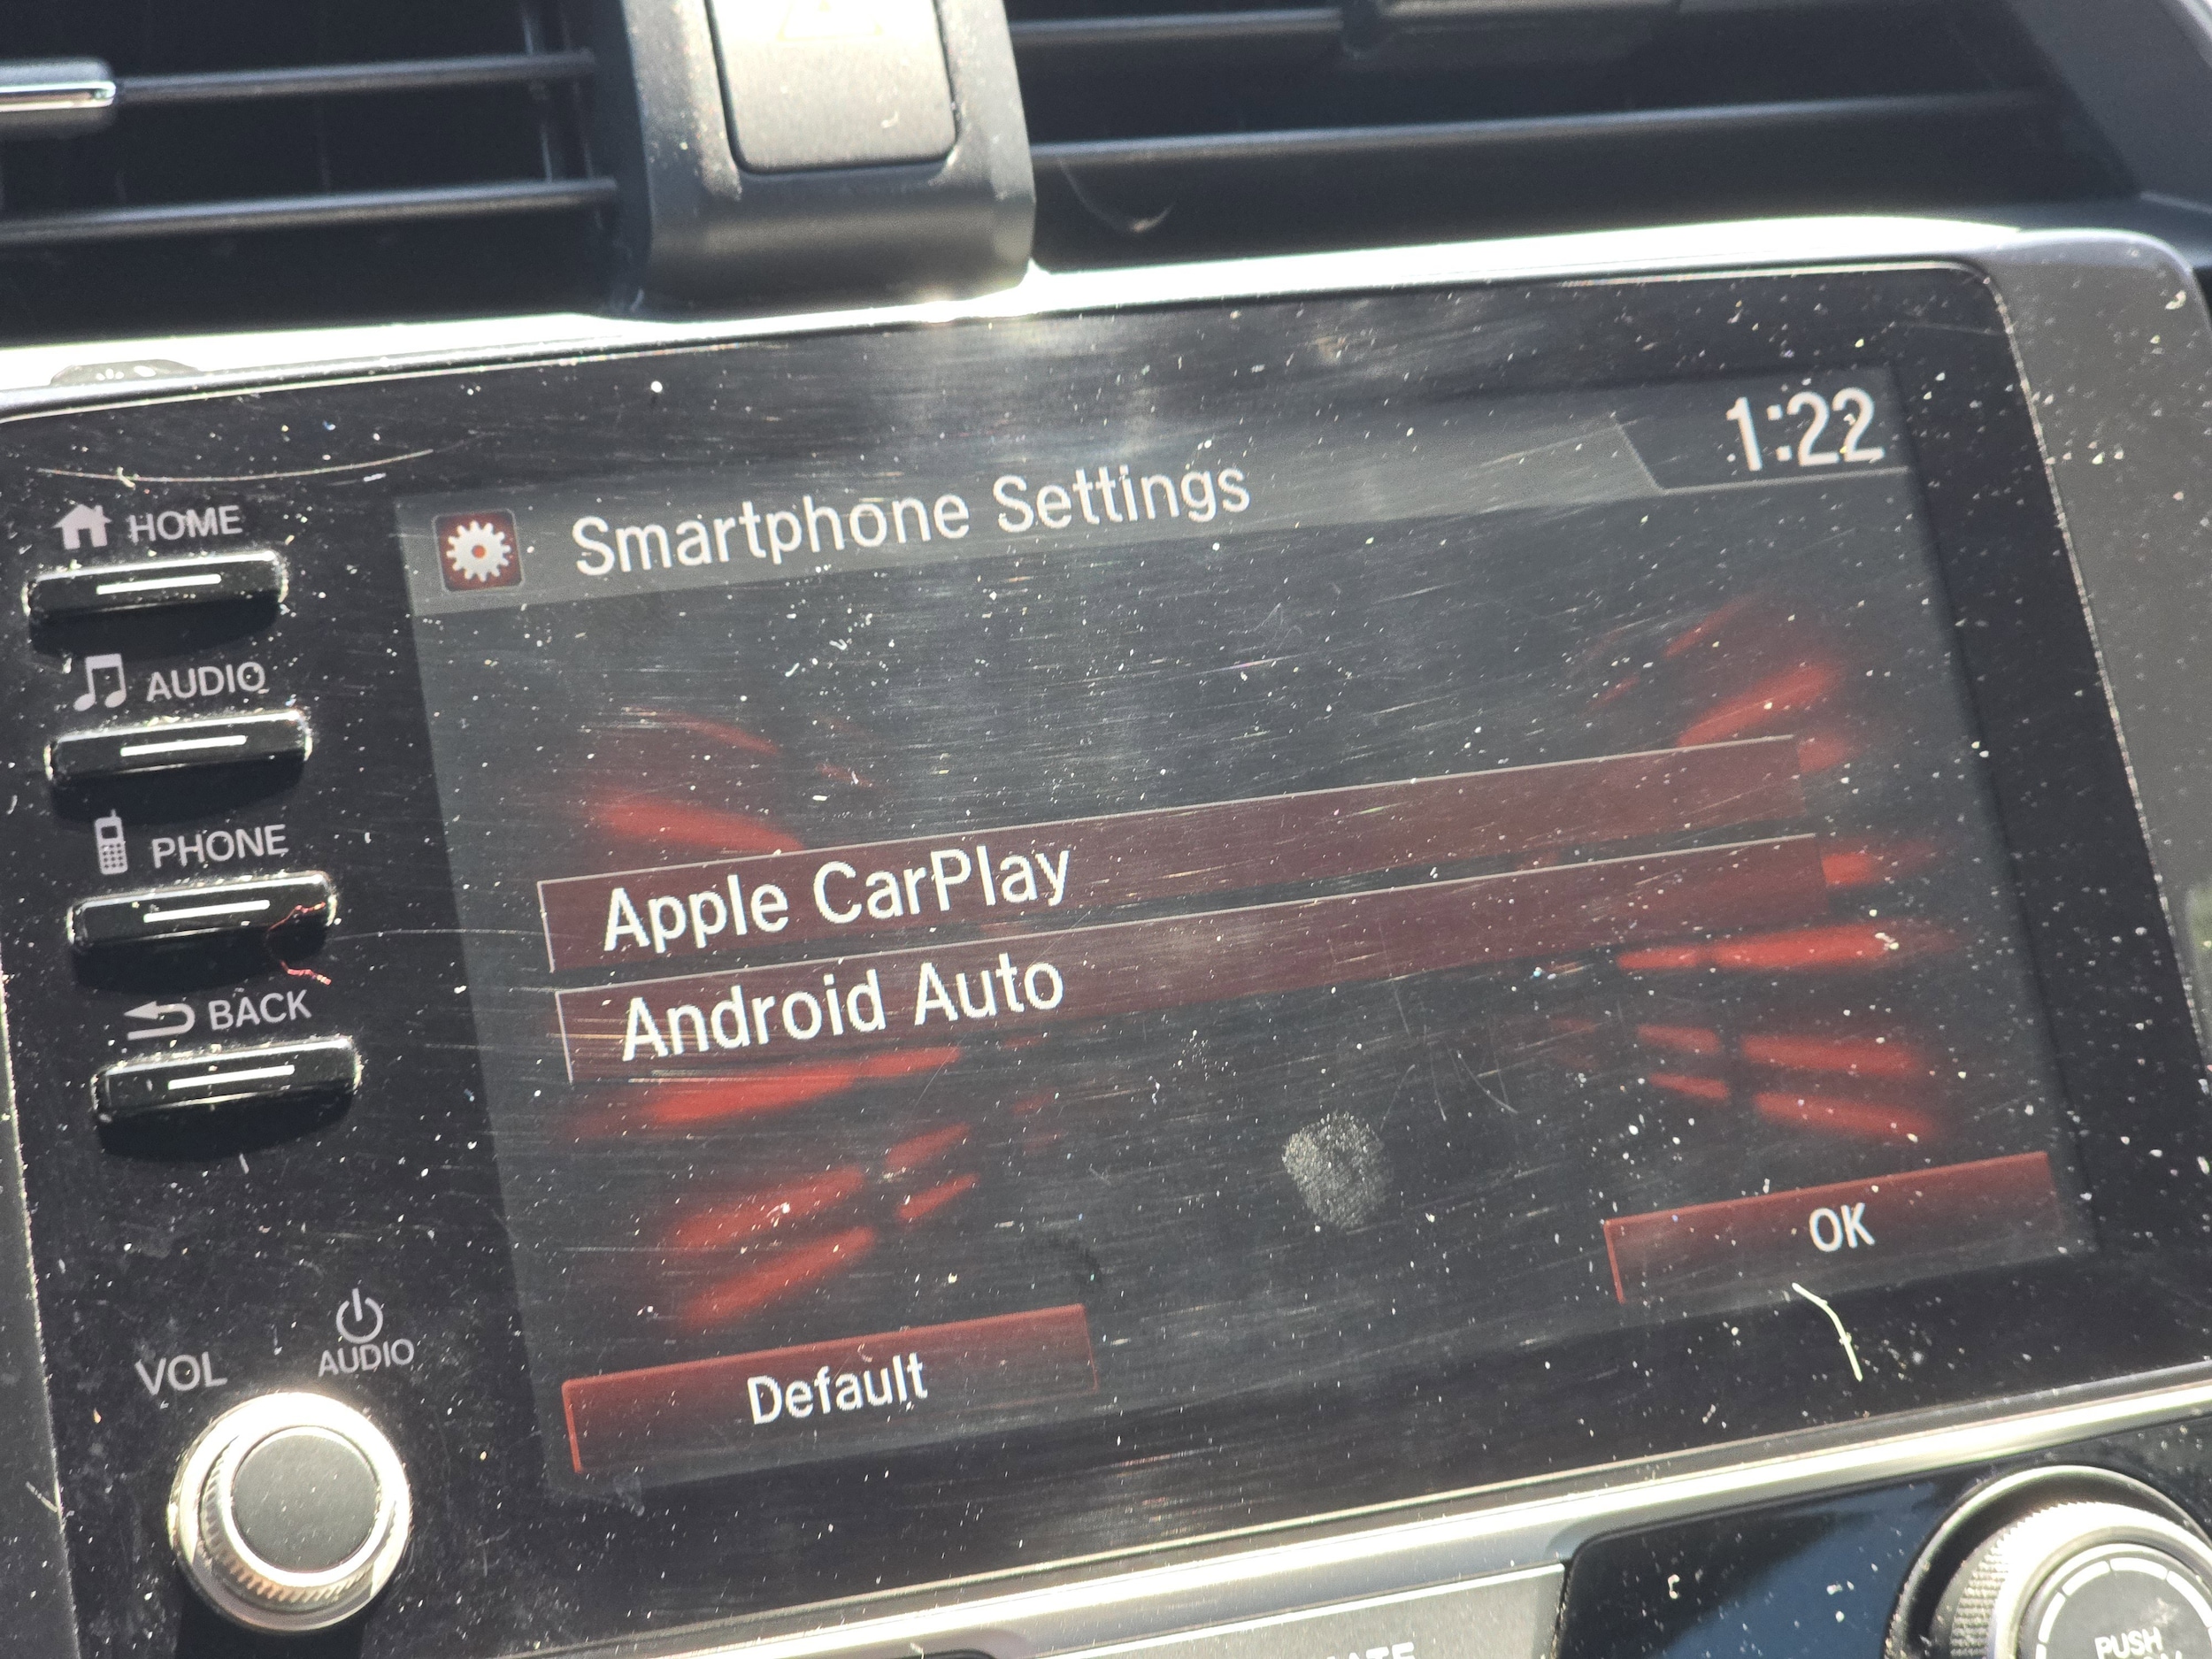 1:22
Smartphone Settings
HOME
AUDIO
PHONE
BACK
Apple CarPlay
Android Auto
OK
Default
VOL
AUDIO
PUSH